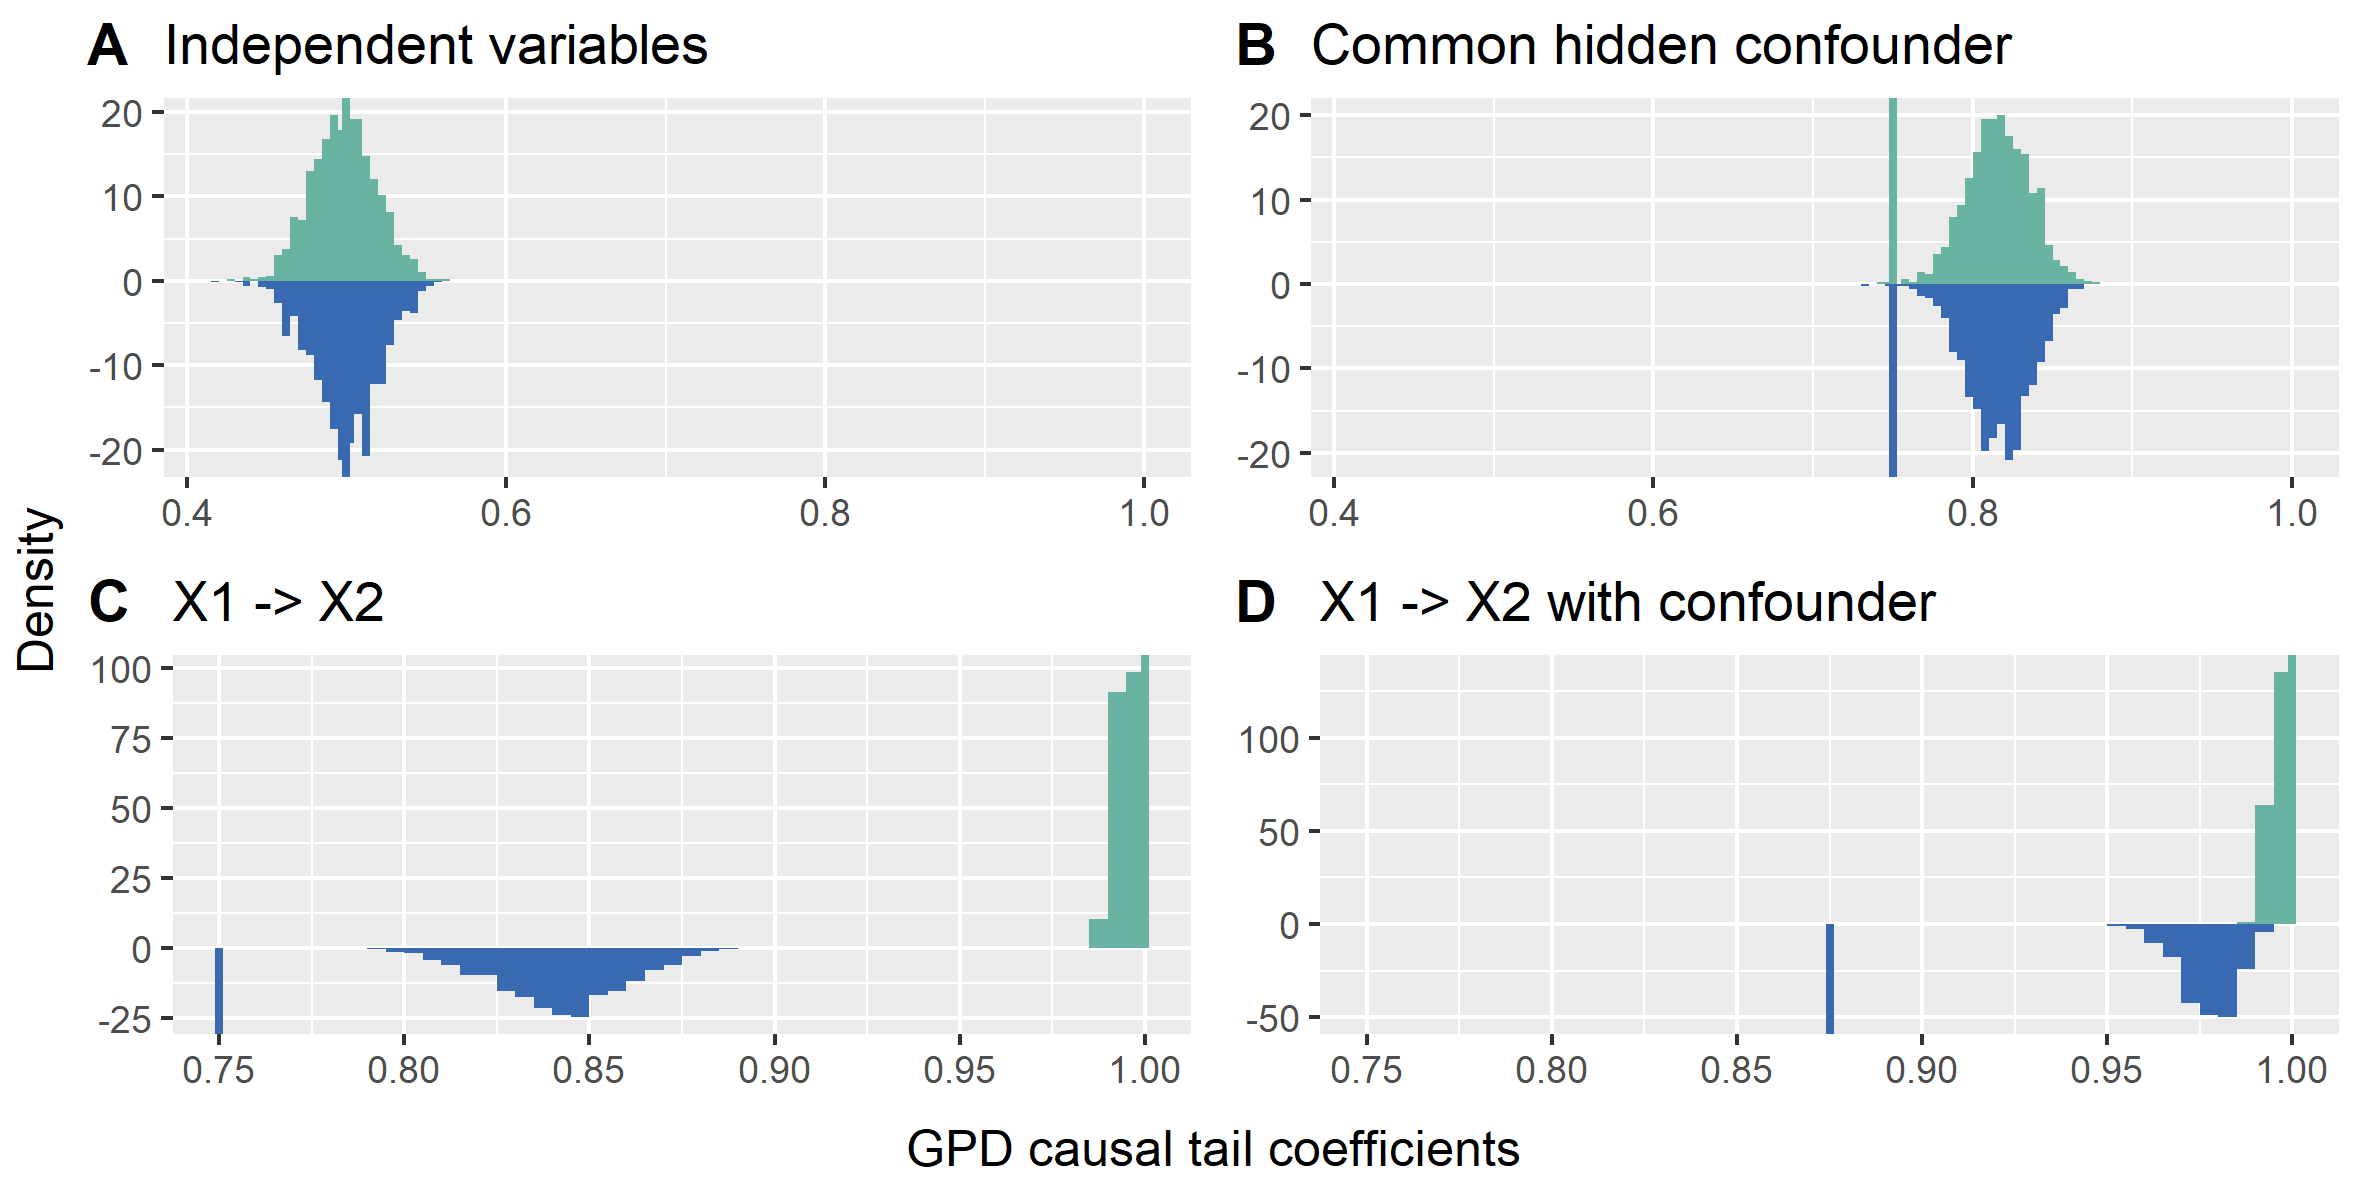 A Independent variables
20
10
0
-10
-20
0.4 0.6 0.8 1.0
B Common hidden confounder
20
10
0
-10
-20
0.4 0.6 0.8 1.0
Density
C X1 -> X2
100
75
50
25
0
-25
0.75 0.80 0.85 0.90 0.95 1.00
D X1 -> X2 with confounder
100
50
0
-50
0.75 0.80 0.85 0.90 0.95 1.00
GPD causal tail coefficients